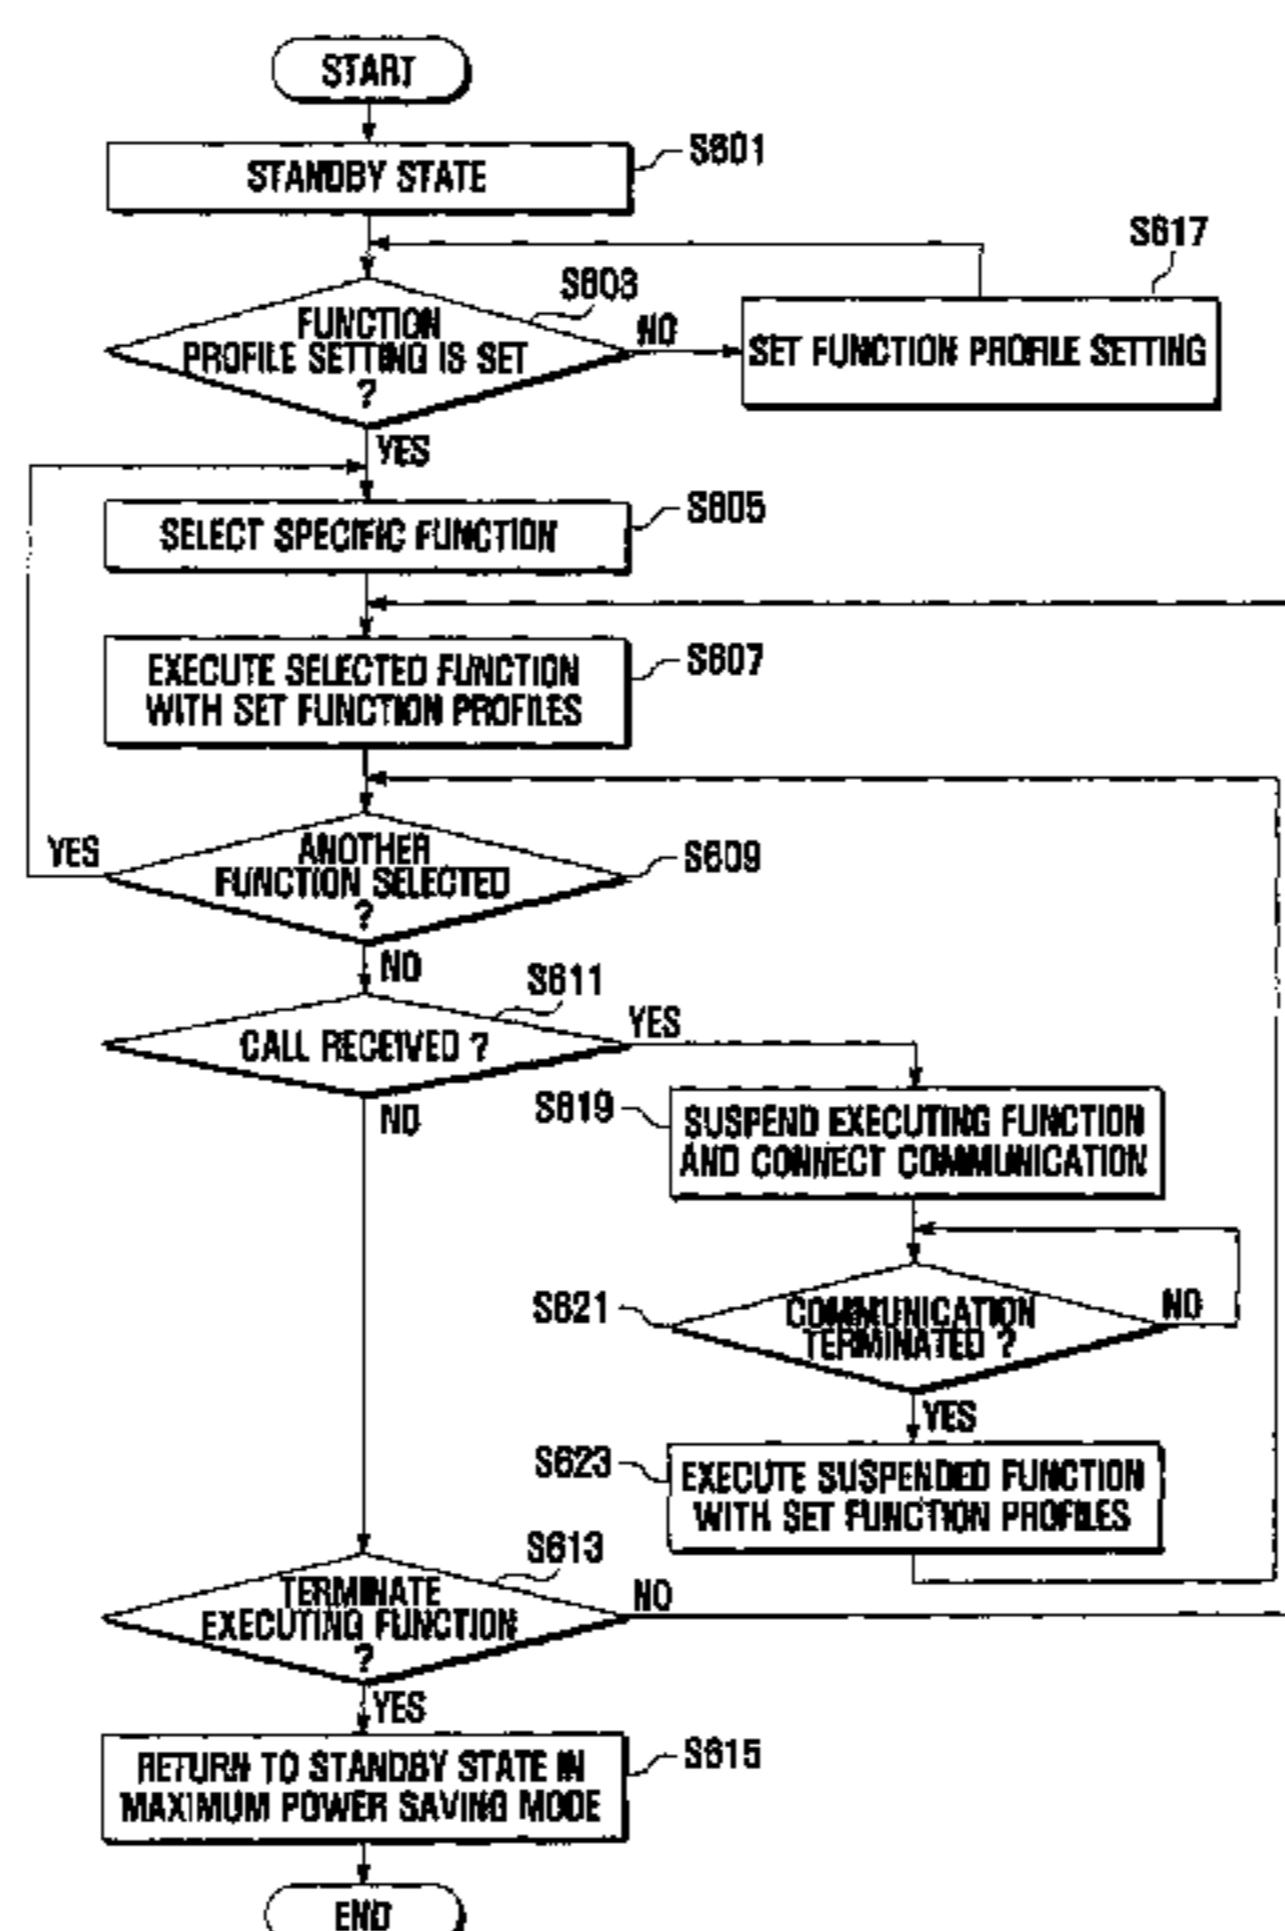 START
STANDBY STATE
S601
S617
S603
FUNCTION
PROFILE SETTING IS SET
?
NO
SET FUNCTION PROFILE SETTING
YES
S605
SELECT SPECIFIC FUNCTION
S607
EXECUTE SELECTED FUNCTION
WITH SET FUNCTION PROFILES
YES
ANOTHER
FUNCTION SELECTED
?
S609
NO
S611
CALL RECEIVED ?
YES
NO
S619
SUSPEND EXECUTING FUNCTION
AND CONNECT COMMUNICATION
S621
COMMUNICATION
TERMINATED ?
NO
YES
S623
EXECUTE SUSPENDED FUNCTION
WITH SET FUNCTION PROFILES
S613
TERMINATE
EXECUTING FUNCTION
?
NO
YES
S615
RETURN TO STANDBY STATE IN
MAXIMUM POWER SAVING MODE
END